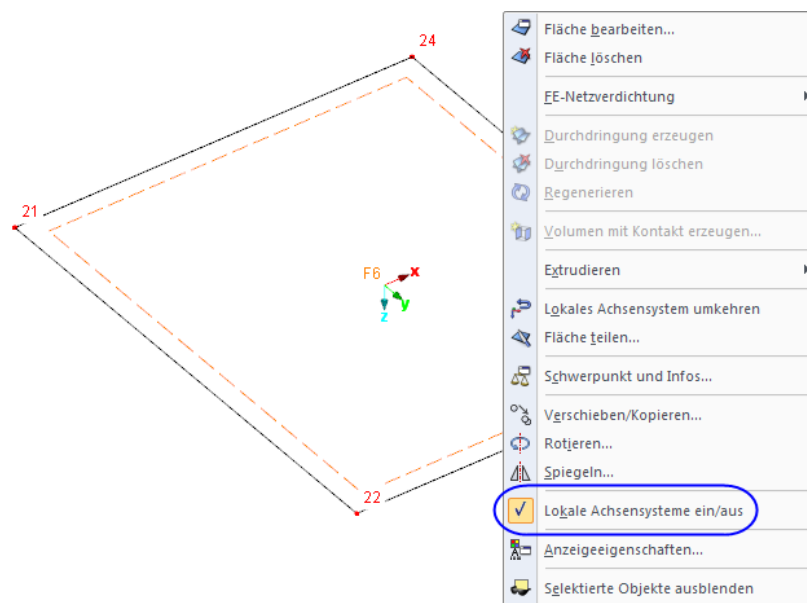 24
21
F6
x
y
z
22
Fläche bearbeiten...
Fläche löschen
FE-Netzverdichtung
Durchdringung erzeugen
Durchdringung löschen
Regenerieren
Volumen mit Kontakt erzeugen...
Extrudieren
Lokales Achsensystem umkehren
Fläche teilen...
Schwerpunkt und Infos...
Verschieben/Kopieren...
Rotieren...
Spiegeln...
Lokale Achsensysteme ein/aus
Anzeigeeigenschaften...
Selektierte Objekte ausblenden